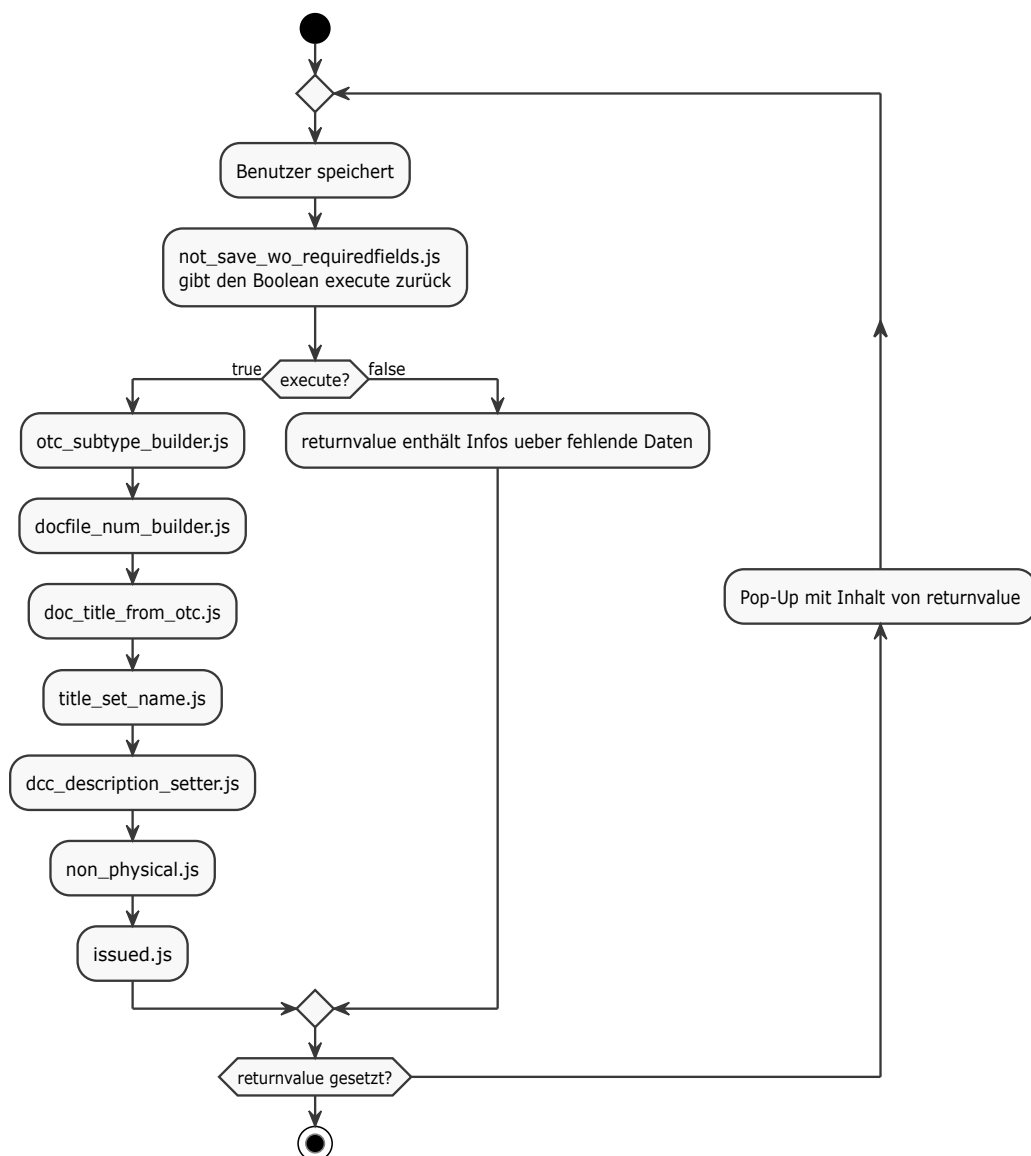 Benutzer speichert
not_save_wo_requiredfields.js
gibt den Boolean execute zurück
true
execute?
false
otc_subtype_builder.js
returnvalue enthält Infos ueber fehlende Daten
docfile_num_builder.js
doc_title_from_otc.js
Pop-Up mit Inhalt von returnvalue
title_set_name.js
dcc_description_setter.js
non_physical.js
issued.js
returnvalue gesetzt?